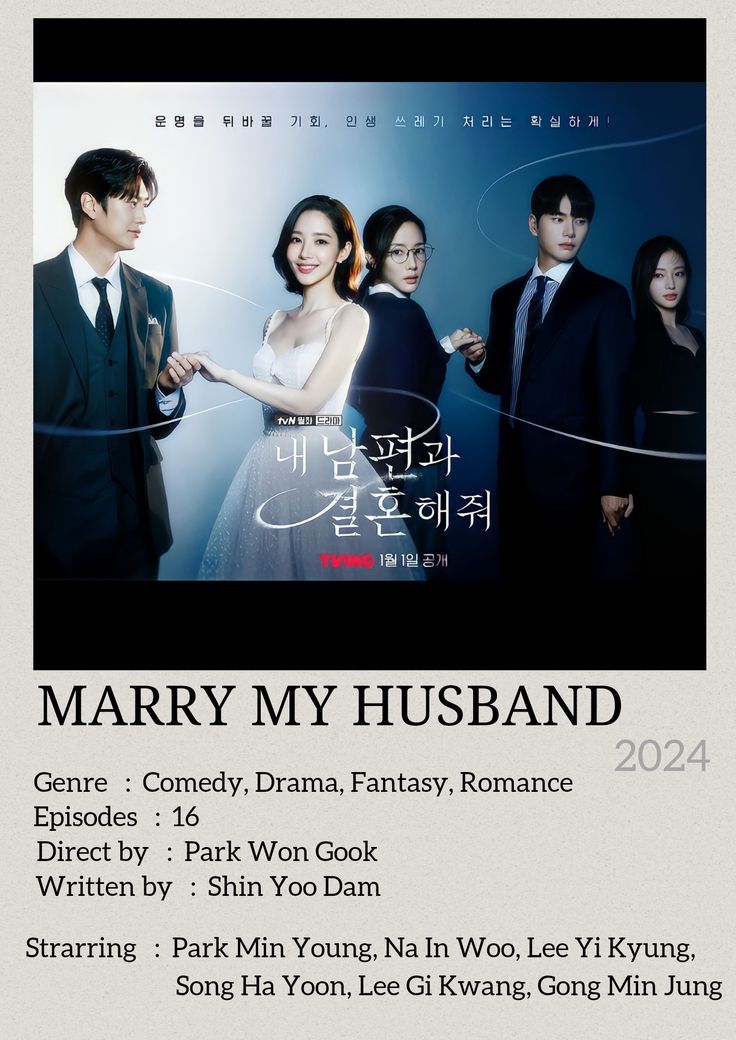 운명을 뒤바꿀 기회, 인생 쓰레기 처리는 확실하게!
tvN 월화 드라마
내 남편과
결혼해줘
TVING 1월 1일 공개
MARRY MY HUSBAND
2024
Genre : Comedy, Drama, Fantasy, Romance
Episodes : 16
Direct by : Park Won Gook
Written by : Shin Yoo Dam
Strarring : Park Min Young, Na In Woo, Lee Yi Kyung,
Song Ha Yoon, Lee Gi Kwang, Gong Min Jung